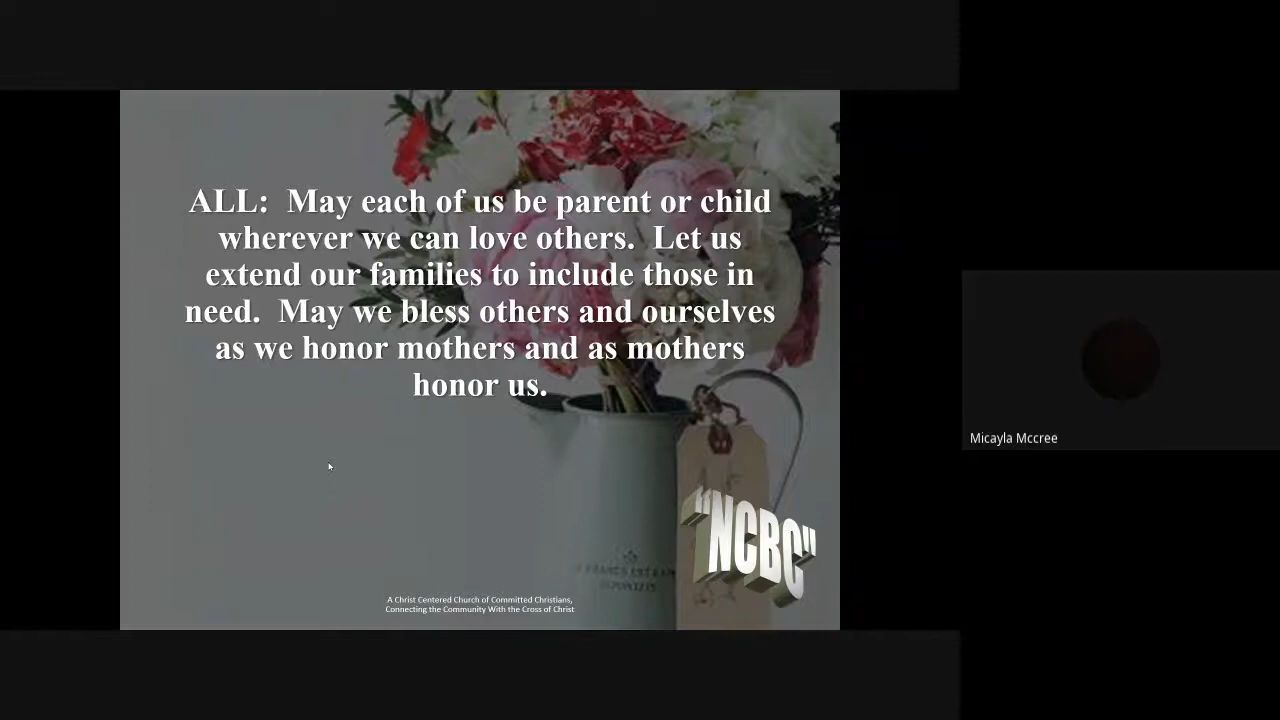 ALL:  May each of us be parent or child
wherever we can love others.  Let us
extend our families to include those in
need.  May we bless others and ourselves
as we honor mothers and as mothers
honor us.
Micayla Mccree
"NCBC"
A Christ Centered Church of Committed Christians,
Connecting the Community With the Cross of Christ